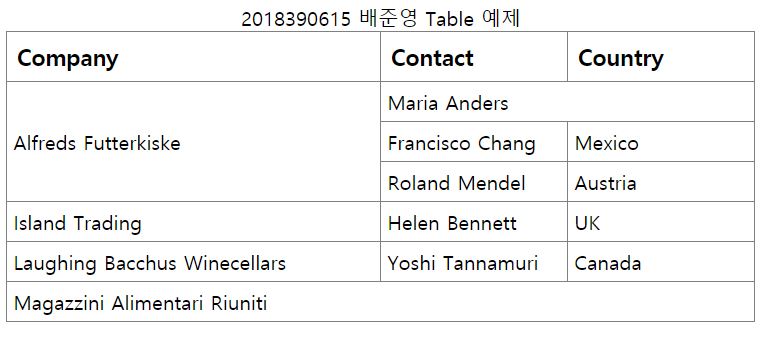 2018390615 배준영 Table 예제
Company Contact Country
Maria Anders
Alfreds Futterkiske
Francisco Chang Mexico
Roland Mendel Austria
Island Trading Helen Bennett UK
Laughing Bacchus Winecellars Yoshi Tannamuri Canada
Magazzini Alimentari Riuniti